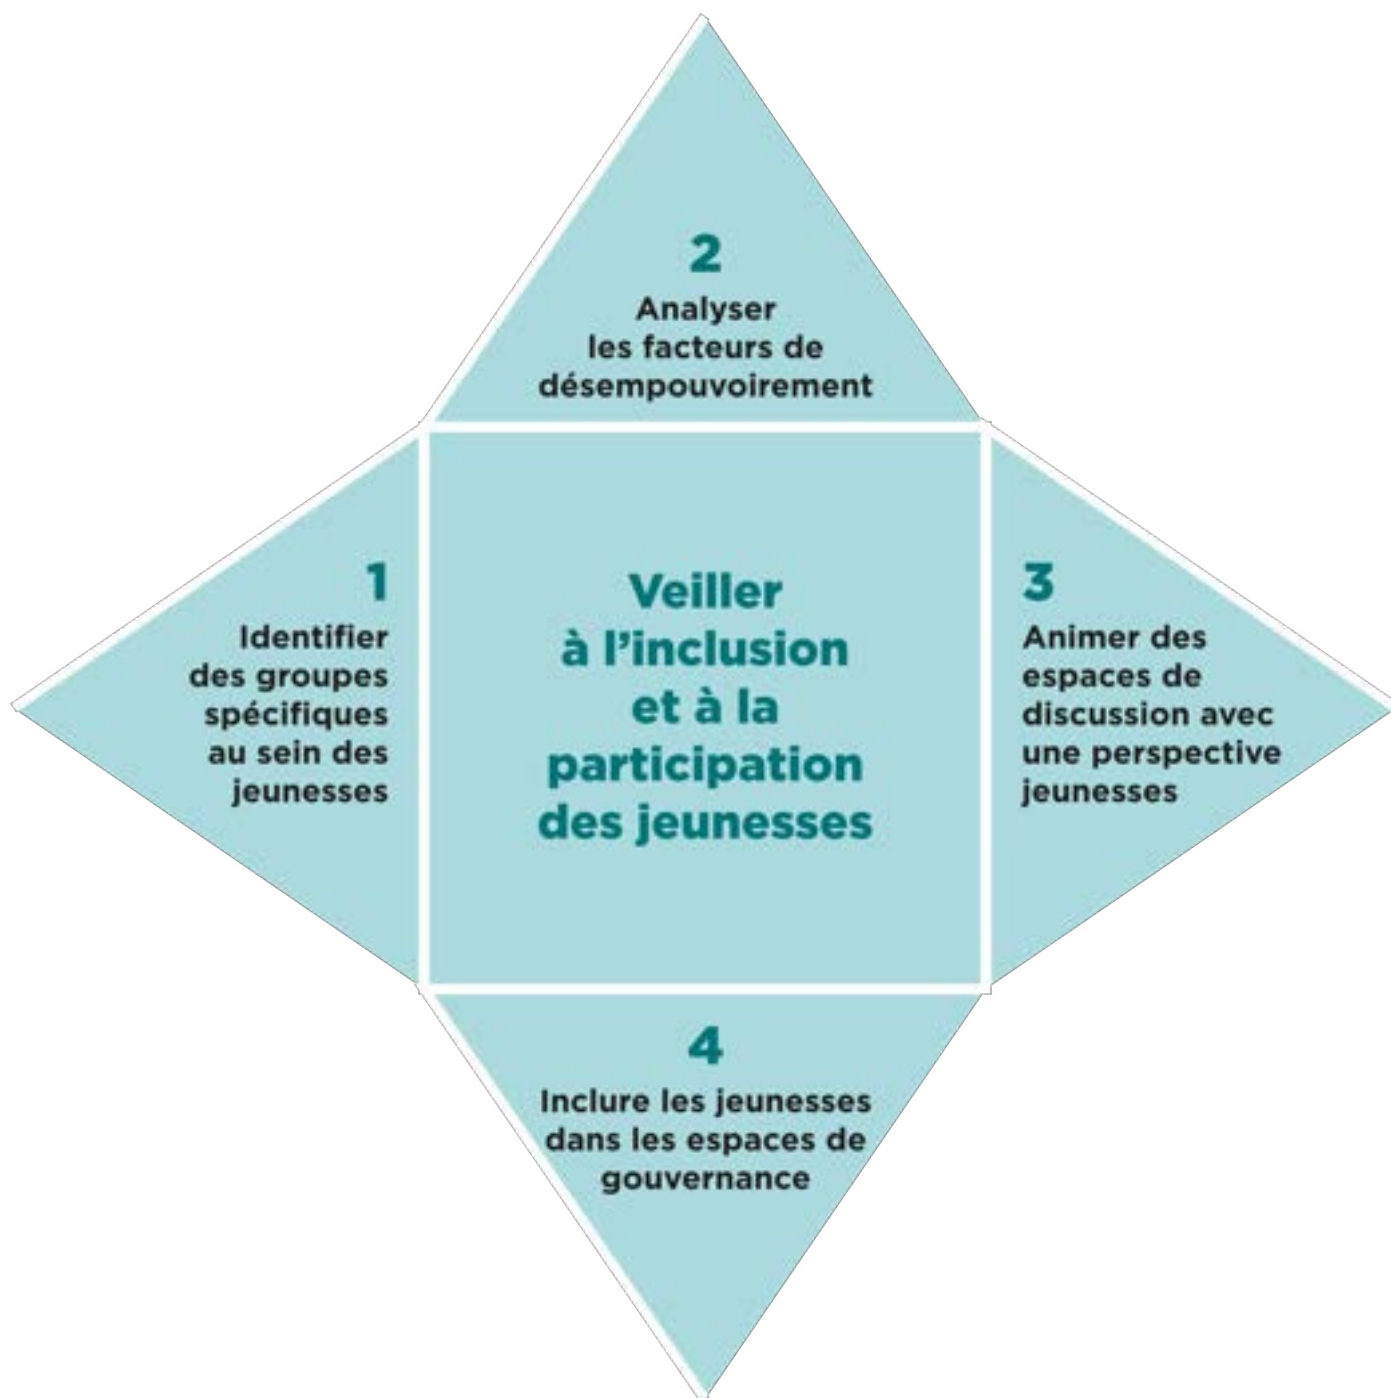 2
Analyser
les facteurs de
désempouvoirement
1
Identifier
des groupes
spécifiques
au sein des
jeunesses
Veiller
à l’inclusion
et à la
participation
des jeunesses
3
Animer des
espaces de
discussion avec
une perspective
jeunesses
4
Inclure les jeunesses
dans les espaces de
gouvernance